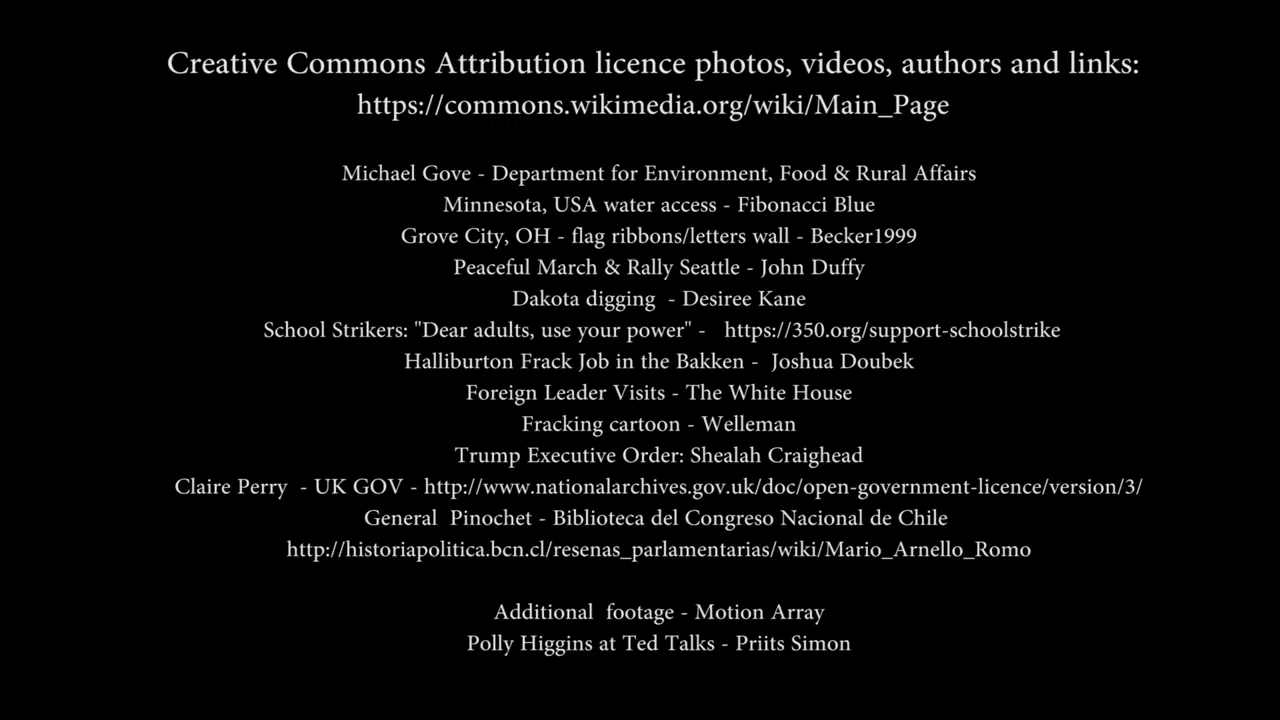 Creative Commons Attribution licence photos, videos, authors and links:
https://commons.wikimedia.org/wiki/Main_Page
Michael Gove - Department for Environment, Food & Rural Affairs
Minnesota, USA water access - Fibonacci Blue
Grove City, OH - flag ribbons/letters wall - Becker1999
Peaceful March & Rally Seattle - John Duffy
Dakota digging  - Desiree Kane
School Strikers: "Dear adults, use your power" -   https://350.org/support-schoolstrike
Halliburton Frack Job in the Bakken -  Joshua Doubek
Foreign Leader Visits - The White House
Fracking cartoon - Welleman
Trump Executive Order: Shealah Craighead
Claire Perry  - UK GOV - http://www.nationalarchives.gov.uk/doc/open-government-licence/version/3/
General  Pinochet - Biblioteca del Congreso Nacional de Chile
http://historiapolitica.bcn.cl/resenas_parlamentarias/wiki/Mario_Arnello_Romo
Additional  footage - Motion Array
Polly Higgins at Ted Talks - Priits Simon